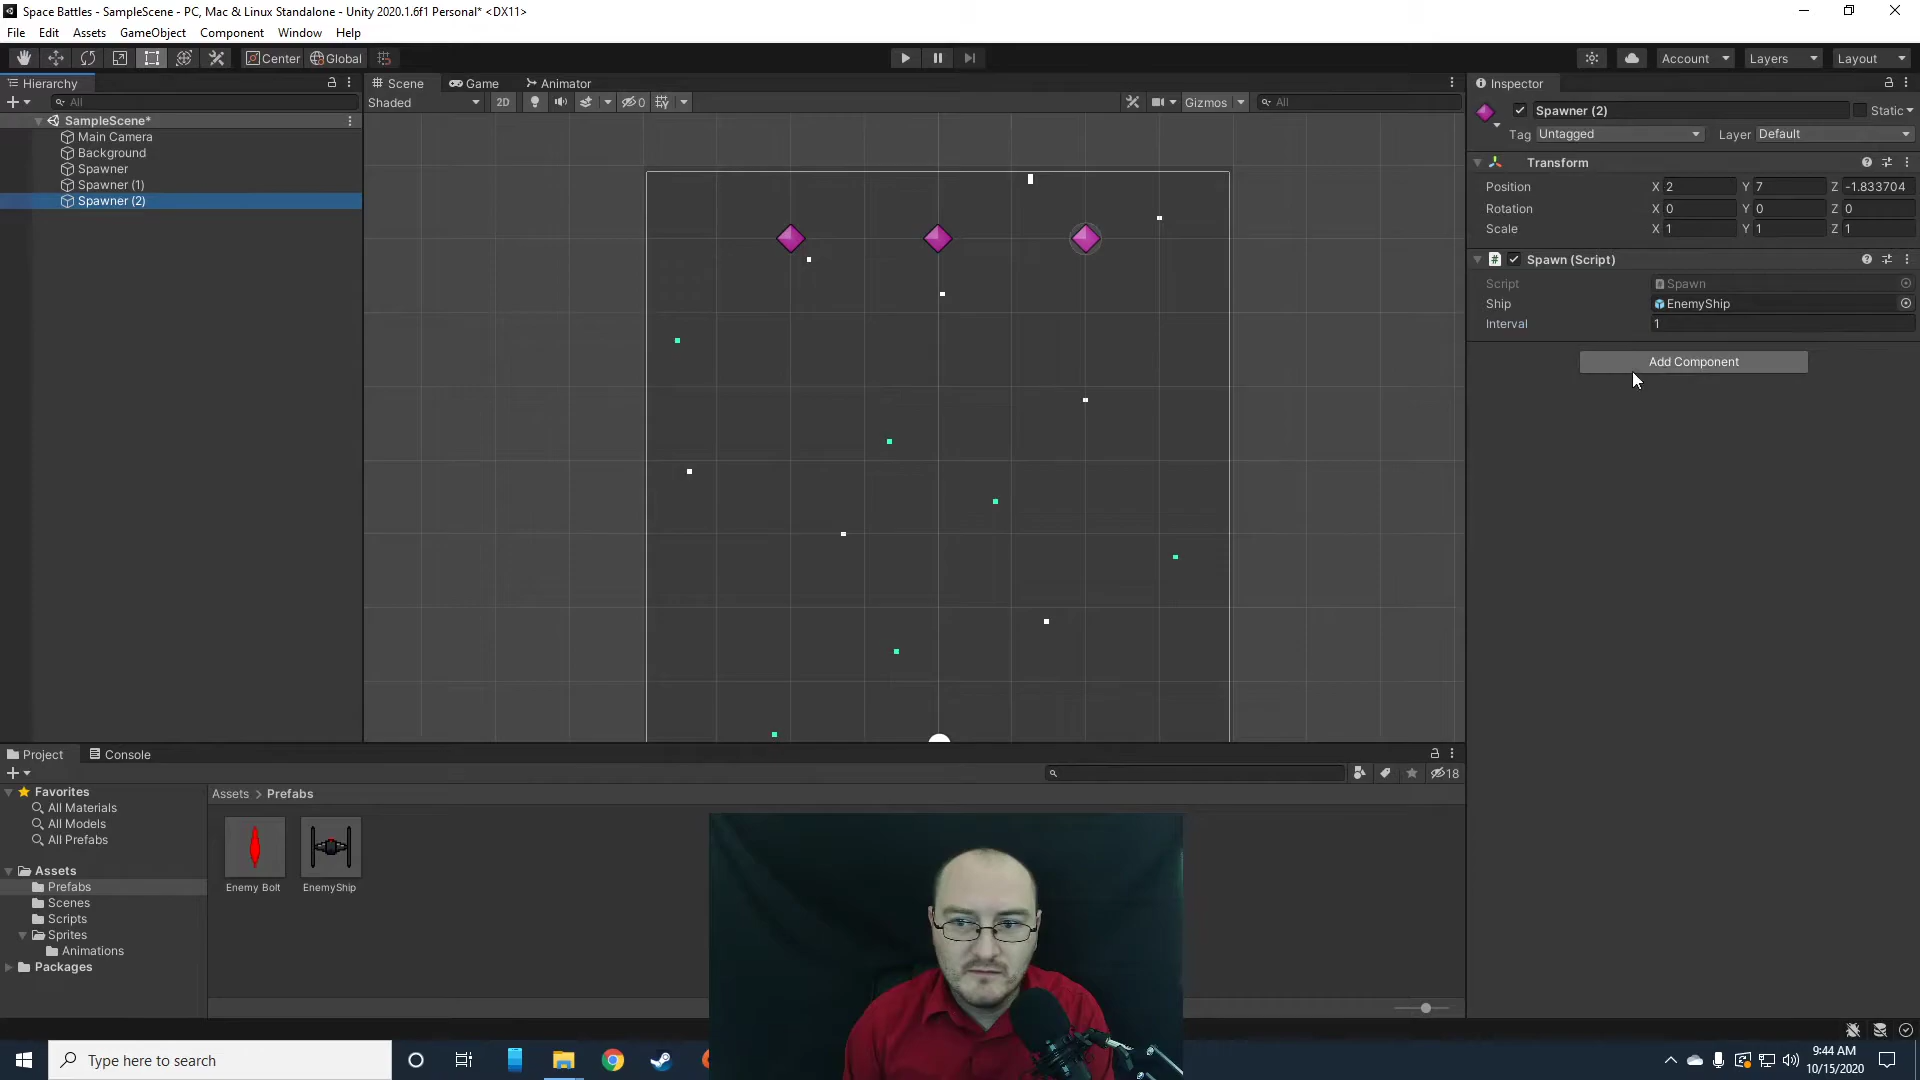 Space Battles - SampleScene - PC, Mac & Linux Standalone - Unity 2020.1.6f1 Personal* <DX11>
File Edit Assets GameObject Component Window Help
Center Global Account Layers Layout
Hierarchy Scene Game Animator Inspector
All Shaded 2D 0 Gizmos All
Spawner (2) Static
SampleScene*
Tag Untagged Layer Default
Main Camera
Background
Transform
Spawner
Spawner (1)
Position X 2 Y 7 Z -1.833704
Spawner (2)
Rotation X 0 Y 0 Z 0
Scale X 1 Y 1 Z 1
# Spawn (Script)
Script Spawn
Ship EnemyShip
Interval 1
Add Component
Project Console
18
Favorites
Assets > Prefabs
All Materials
All Models
All Prefabs
Assets
Prefabs
Enemy Bolt EnemyShip
Scenes
Scripts
Sprites
Animations
Packages
Type here to search
9:44 AM
10/15/2020